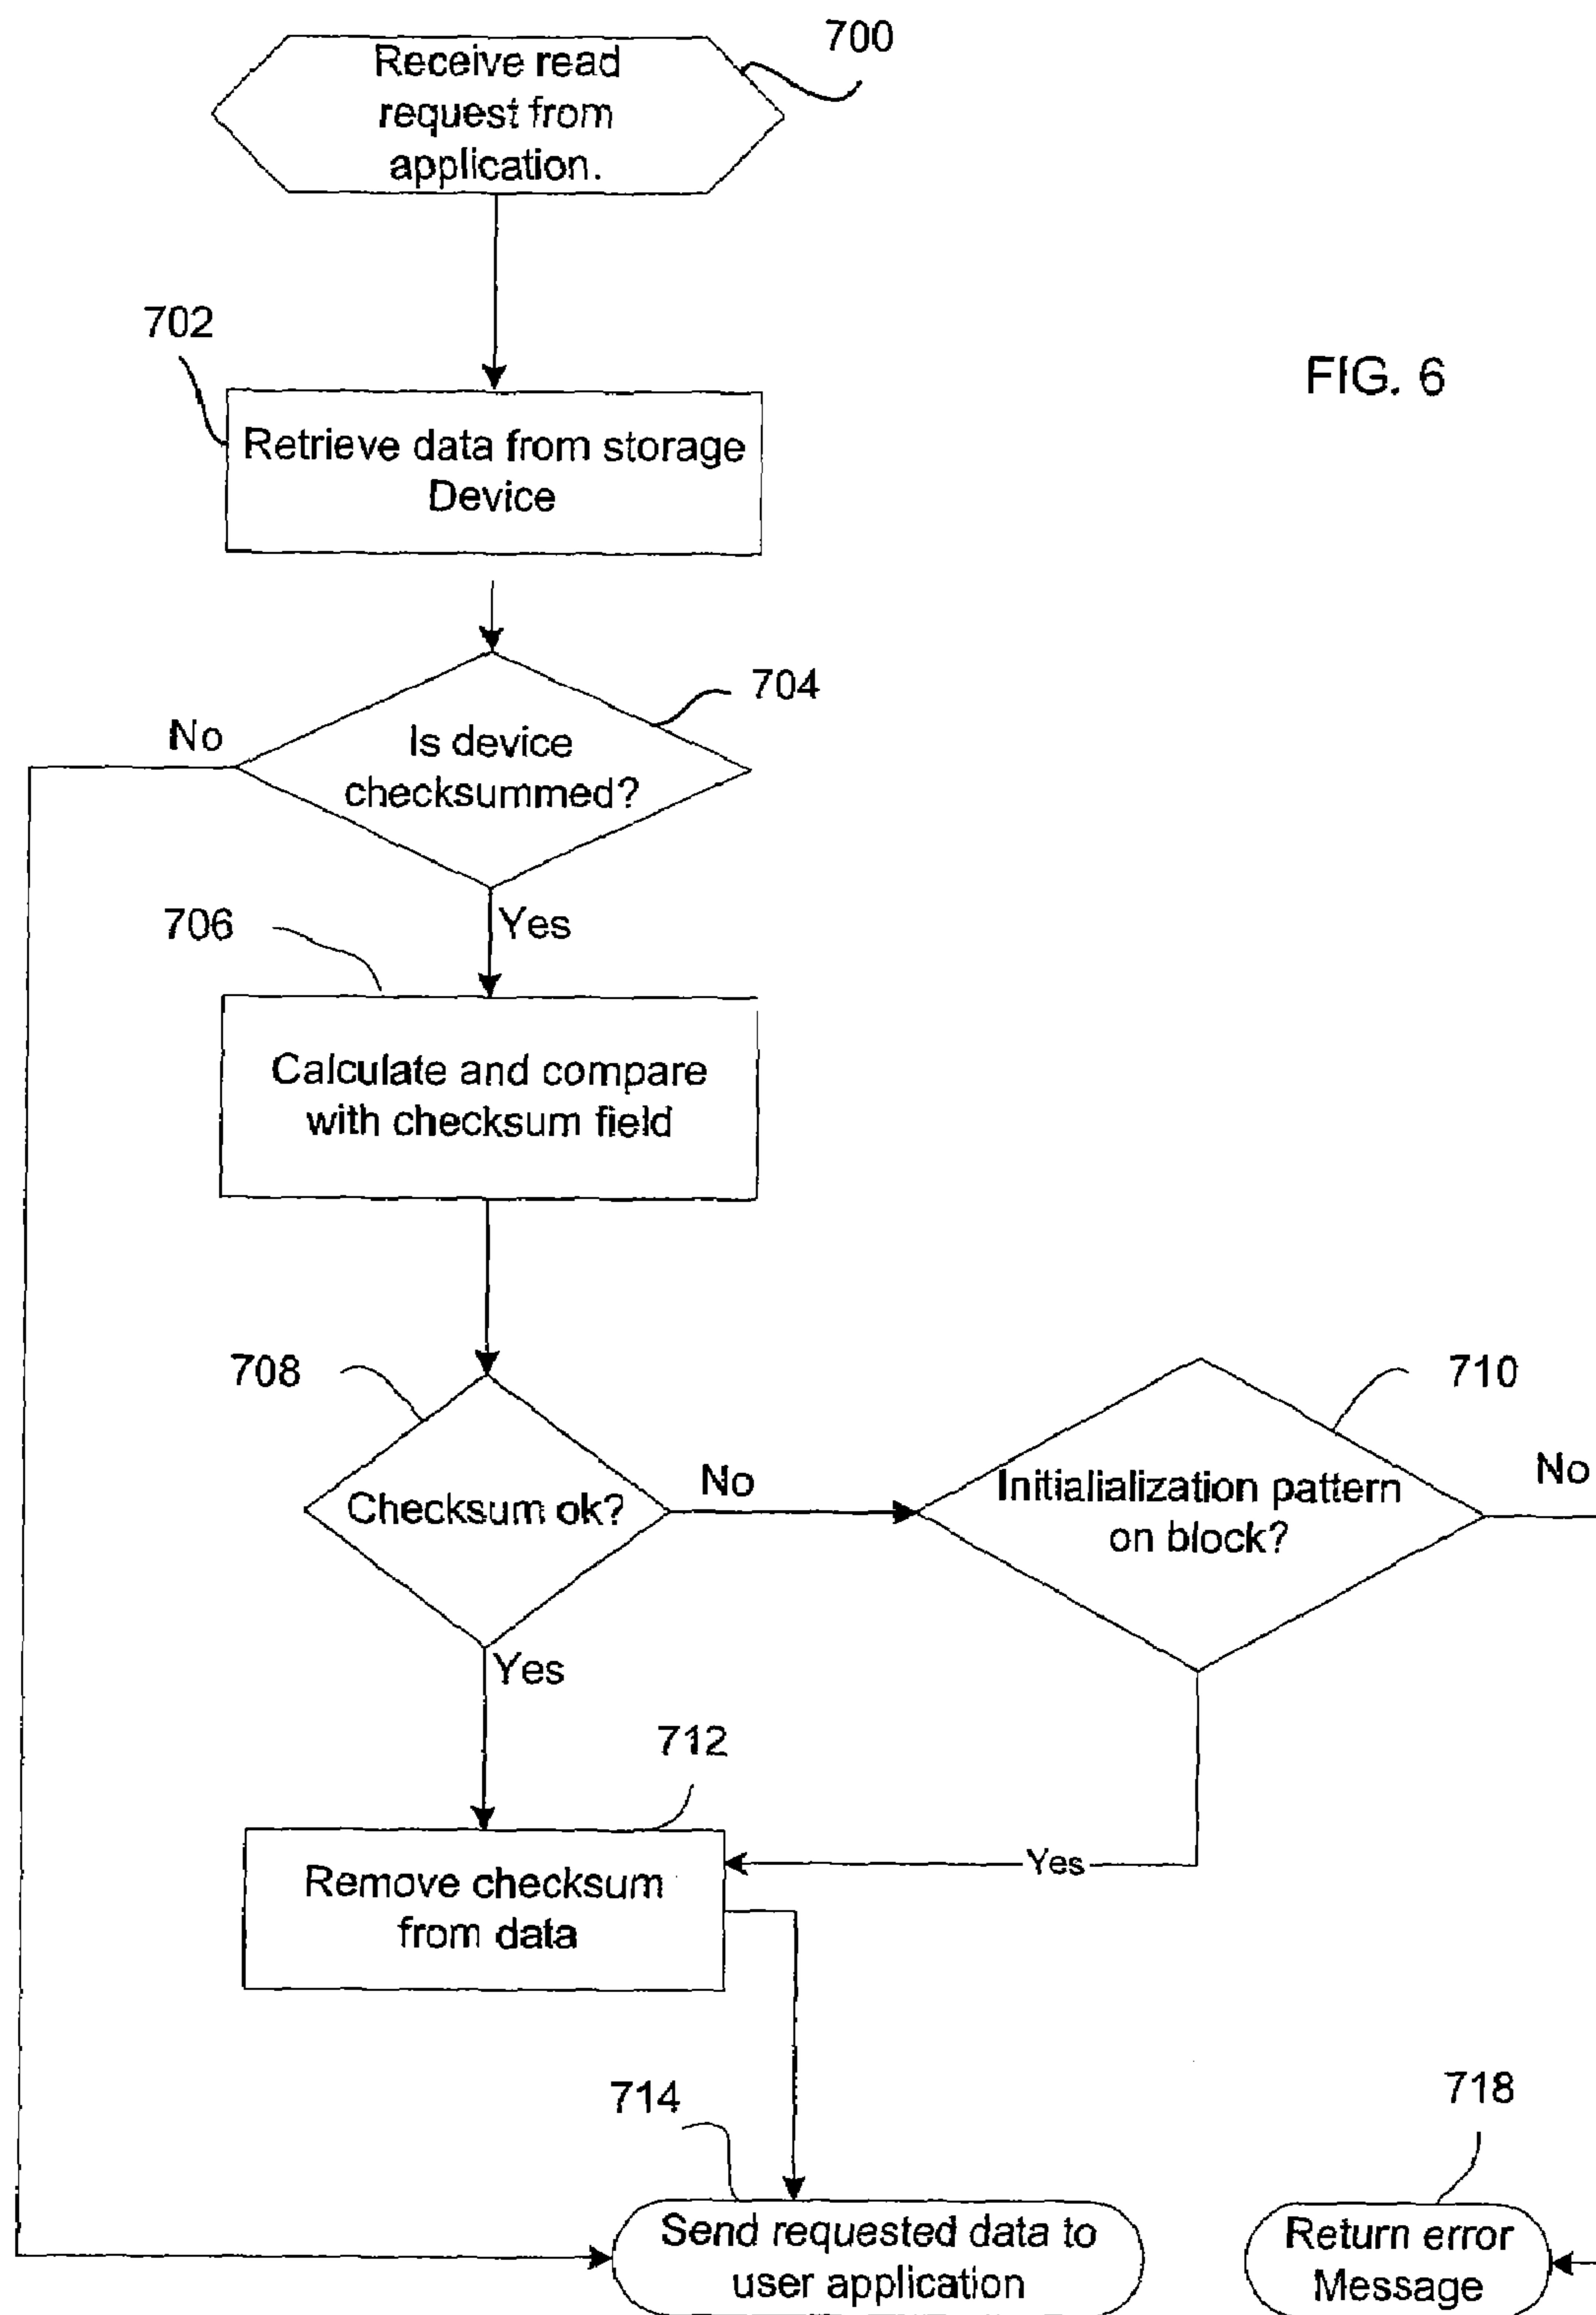 700
Receive read
request from
application.
702
FIG. 6
Retrieve data from storage
Device
704
No
Is device
checksummed?
706
Yes
Calculate and compare
with checksum field
708
710
No
No
Checksum ok?
Initialialization pattern
on block?
Yes
712
Yes
Remove checksum
from data
714
718
Send requested data to
user application
Return error
Message